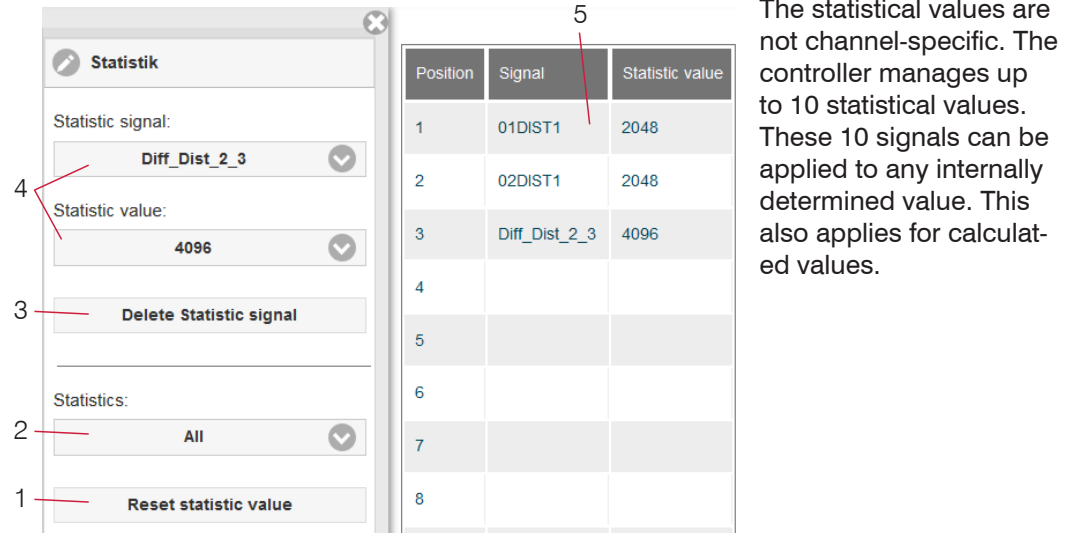 5
Statistik
Statistic signal:
Diff_Dist_2_3
4
Statistic value:
4096
3
Delete Statistic signal
Statistics:
2
All
1
Reset statistic value
Position Signal Statistic value
1 01DIST1 2048
2 02DIST1 2048
3 Diff_Dist_2_3 4096
4
5
6
7
8
The statistical values are
not channel-specific. The
controller manages up
to 10 statistical values.
These 10 signals can be
applied to any internally
determined value. This
also applies for calculat-
ed values.